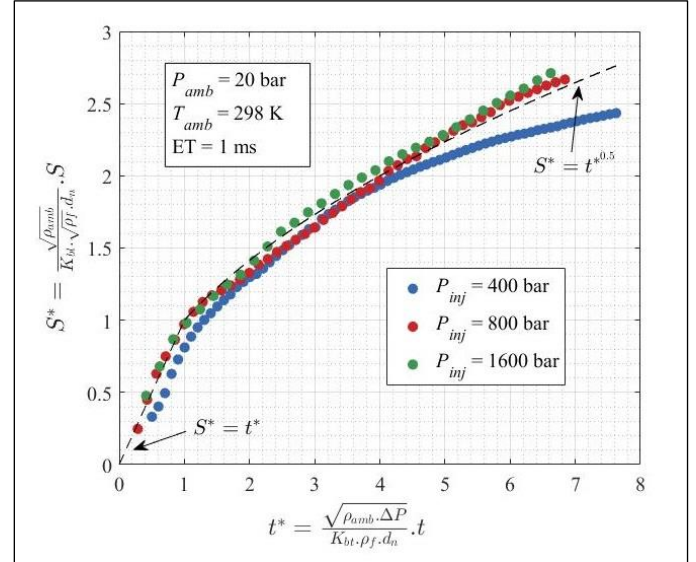 3
2.5
2
1.5
1
0.5
0
0 1 2 3 4 5 6 7 8
P_amb = 20 bar
T_amb = 298 K
ET = 1 ms
S* = t*^0.5
P_inj = 400 bar
P_inj = 800 bar
P_inj = 1600 bar
S* = t*
S* = √ρ_amb / K_bt.√ρ_f.d_n .S
t* = √ρ_amb.ΔP / K_bt.ρ_f.d_n .t